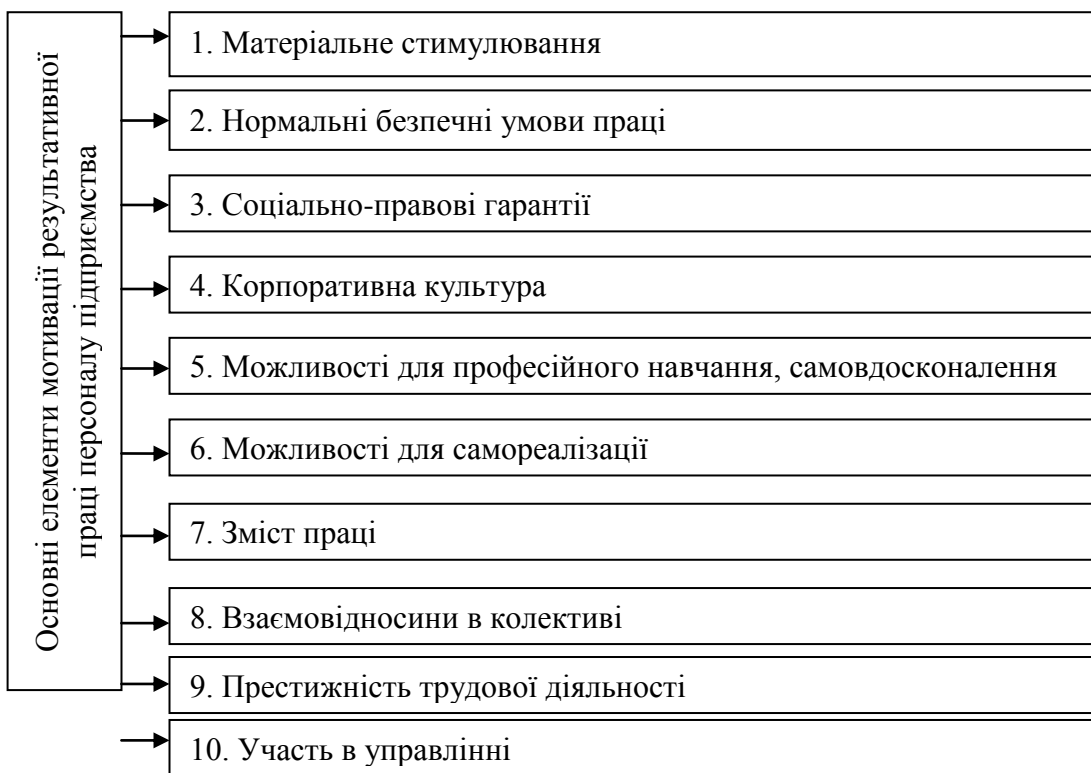 Основні елементи мотивації результативної
праці персоналу підприємства
1. Матеріальне стимулювання
2. Нормальні безпечні умови праці
3. Соціально-правові гарантії
4. Корпоративна культура
5. Можливості для професійного навчання, самовдосконалення
6. Можливості для самореалізації
7. Зміст праці
8. Взаємовідносини в колективі
9. Престижність трудової діяльності
10. Участь в управлінні